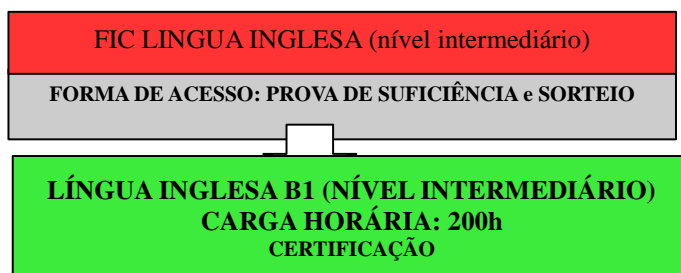 FIC LINGUA INGLESA (nível intermediário)
FORMA DE ACESSO: PROVA DE SUFICIÊNCIA e SORTEIO
LÍNGUA INGLESA B1 (NÍVEL INTERMEDIÁRIO)
CARGA HORÁRIA: 200h
CERTIFICAÇÃO